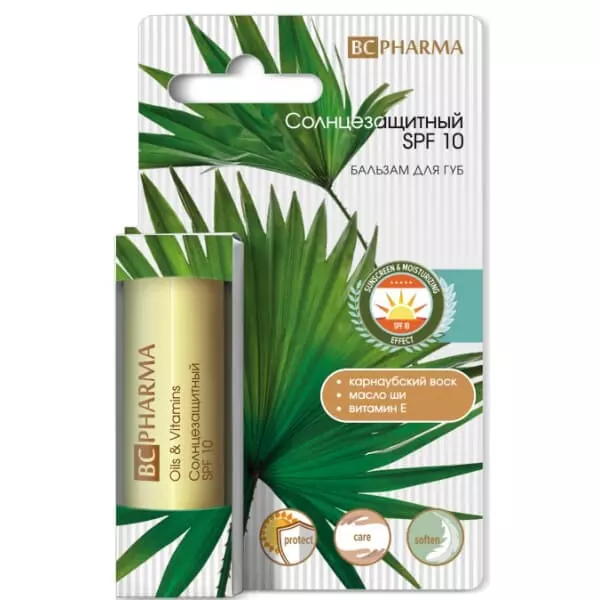 BC PHARMA
Солнцезащитный
SPF 10
БАЛЬЗАМ ДЛЯ ГУБ
SUNSCREEN & MOISTURIZING
SPF 10
EFFECT
• карнаубский воск
• масло ши
• витамин Е
BC PHARMA
Oils & Vitamins
Солнцезащитный
SPF 10
protect
care
soften